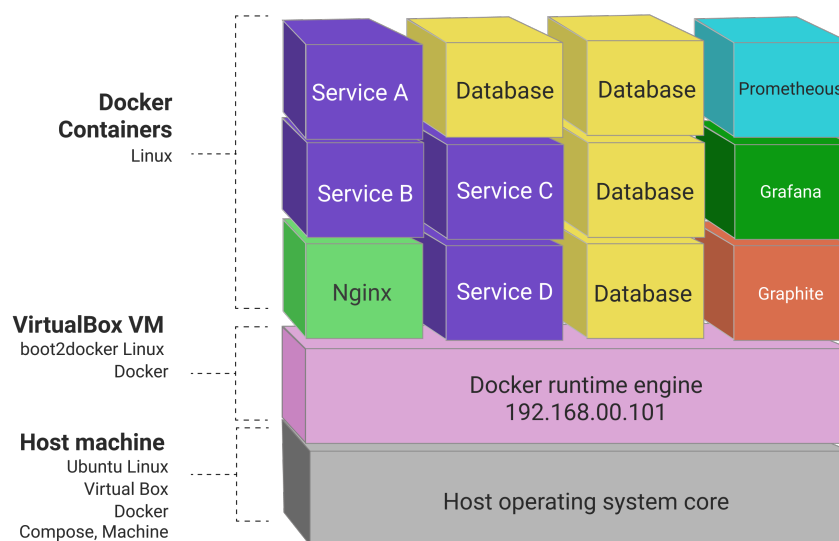 Docker
Containers
Linux
VirtualBox VM
boot2docker Linux
Docker
Host machine
Ubuntu Linux
Virtual Box
Docker
Compose, Machine
Service A
Database
Database
Prometheous
Service B
Service C
Database
Grafana
Nginx
Service D
Database
Graphite
Docker runtime engine
192.168.00.101
Host operating system core